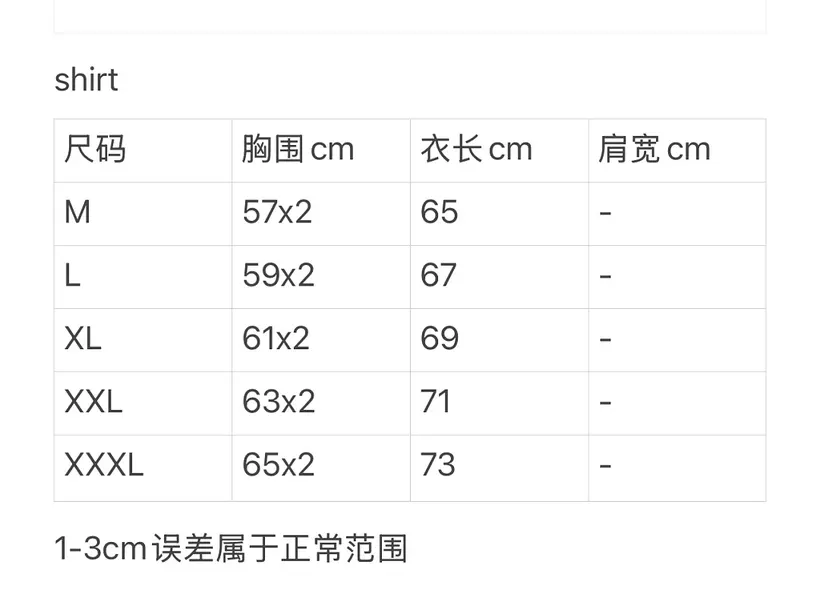 shirt
尺码 胸围cm 衣长cm 肩宽cm
M 57x2 65 -
L 59x2 67 -
XL 61x2 69 -
XXL 63x2 71 -
XXXL 65x2 73 -
1-3cm误差属于正常范围